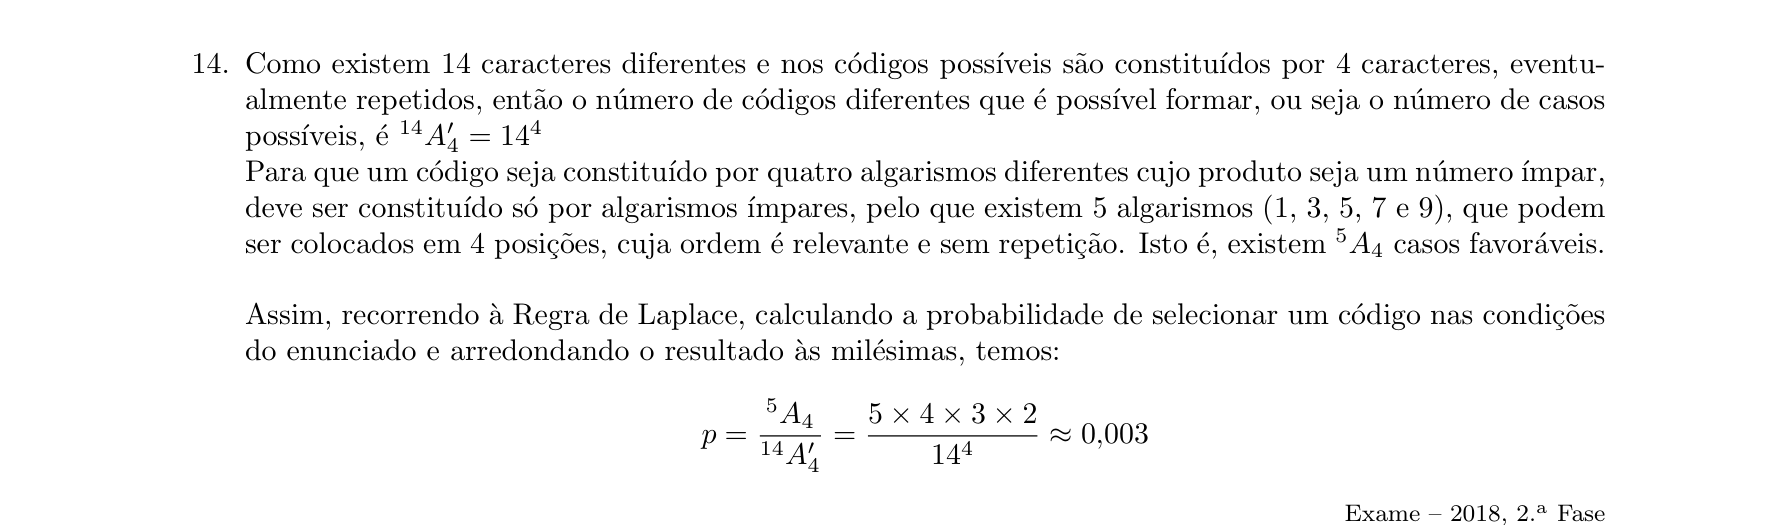 14. Como existem 14 caracteres diferentes e nos códigos possíveis são constituídos por 4 caracteres, eventu-
almente repetidos, então o número de códigos diferentes que é possível formar, ou seja o número de casos
possíveis, é $^{14}A'_4 = 14^4$
Para que um código seja constituído por quatro algarismos diferentes cujo produto seja um número ímpar,
deve ser constituído só por algarismos ímpares, pelo que existem 5 algarismos (1, 3, 5, 7 e 9), que podem
ser colocados em 4 posições, cuja ordem é relevante e sem repetição. Isto é, existem $^5A_4$ casos favoráveis.
Assim, recorrendo à Regra de Laplace, calculando a probabilidade de selecionar um código nas condições
do enunciado e arredondando o resultado às milésimas, temos:
$p = \frac{^5A_4}{^{14}A'_4} = \frac{5 \times 4 \times 3 \times 2}{14^4} \approx 0{,}003$
Exame – 2018, 2.ª Fase